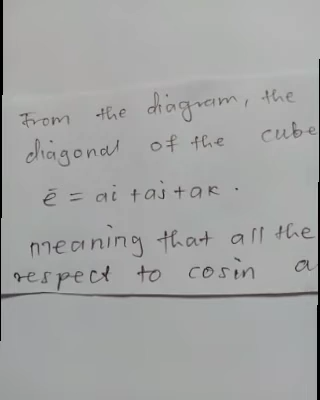 From the diagram, the
diagonal of the cube
ē = ai + aj + ak .
meaning that all the
respect to cosin a